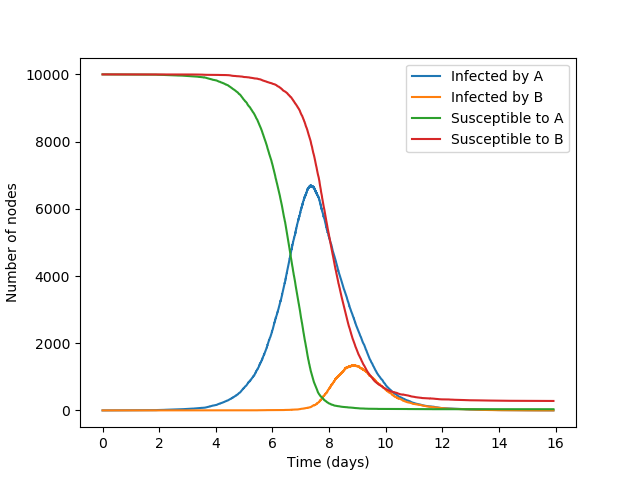 Infected by A
Infected by B
Susceptible to A
Susceptible to B
10000
8000
6000
4000
2000
0
Number of nodes
0 2 4 6 8 10 12 14 16
Time (days)